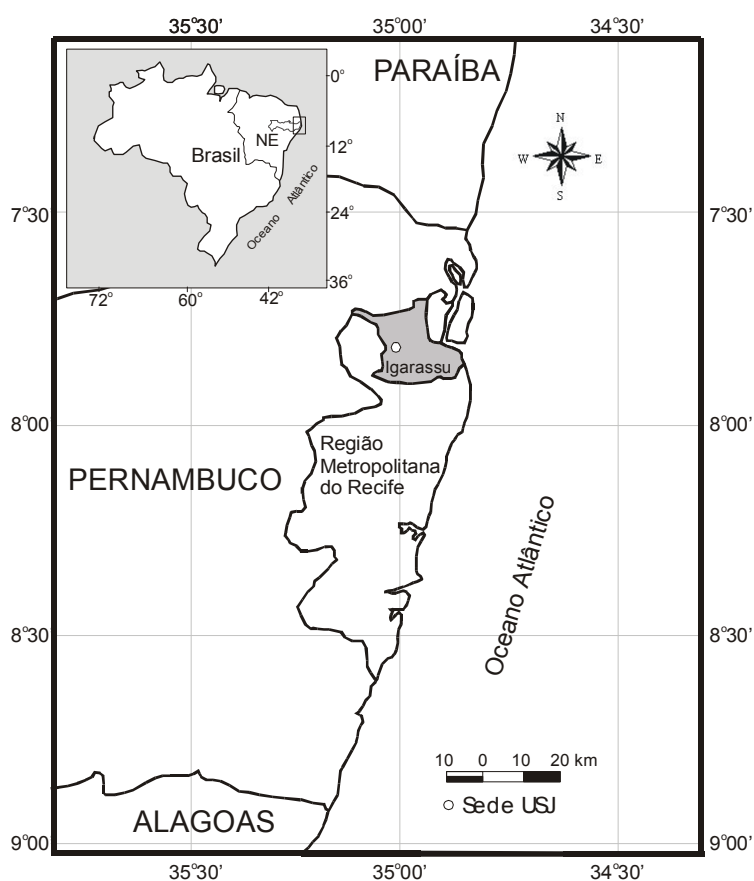 35°30’ 35°00’ 34°30’
PARAÍBA
0°
NE
12°
Brasil
Oceano Atlântico
24°
36°
72° 60° 42°
N
W E
S
7°30’ 7°30’
Igarassu
8°00’ 8°00’
Região
Metropolitana
do Recife
PERNAMBUCO
Oceano Atlântico
8°30’ 8°30’
10 0 10 20 km
Sede USJ
ALAGOAS
9°00’ 9°00’
35°30’ 35°00’ 34°30’